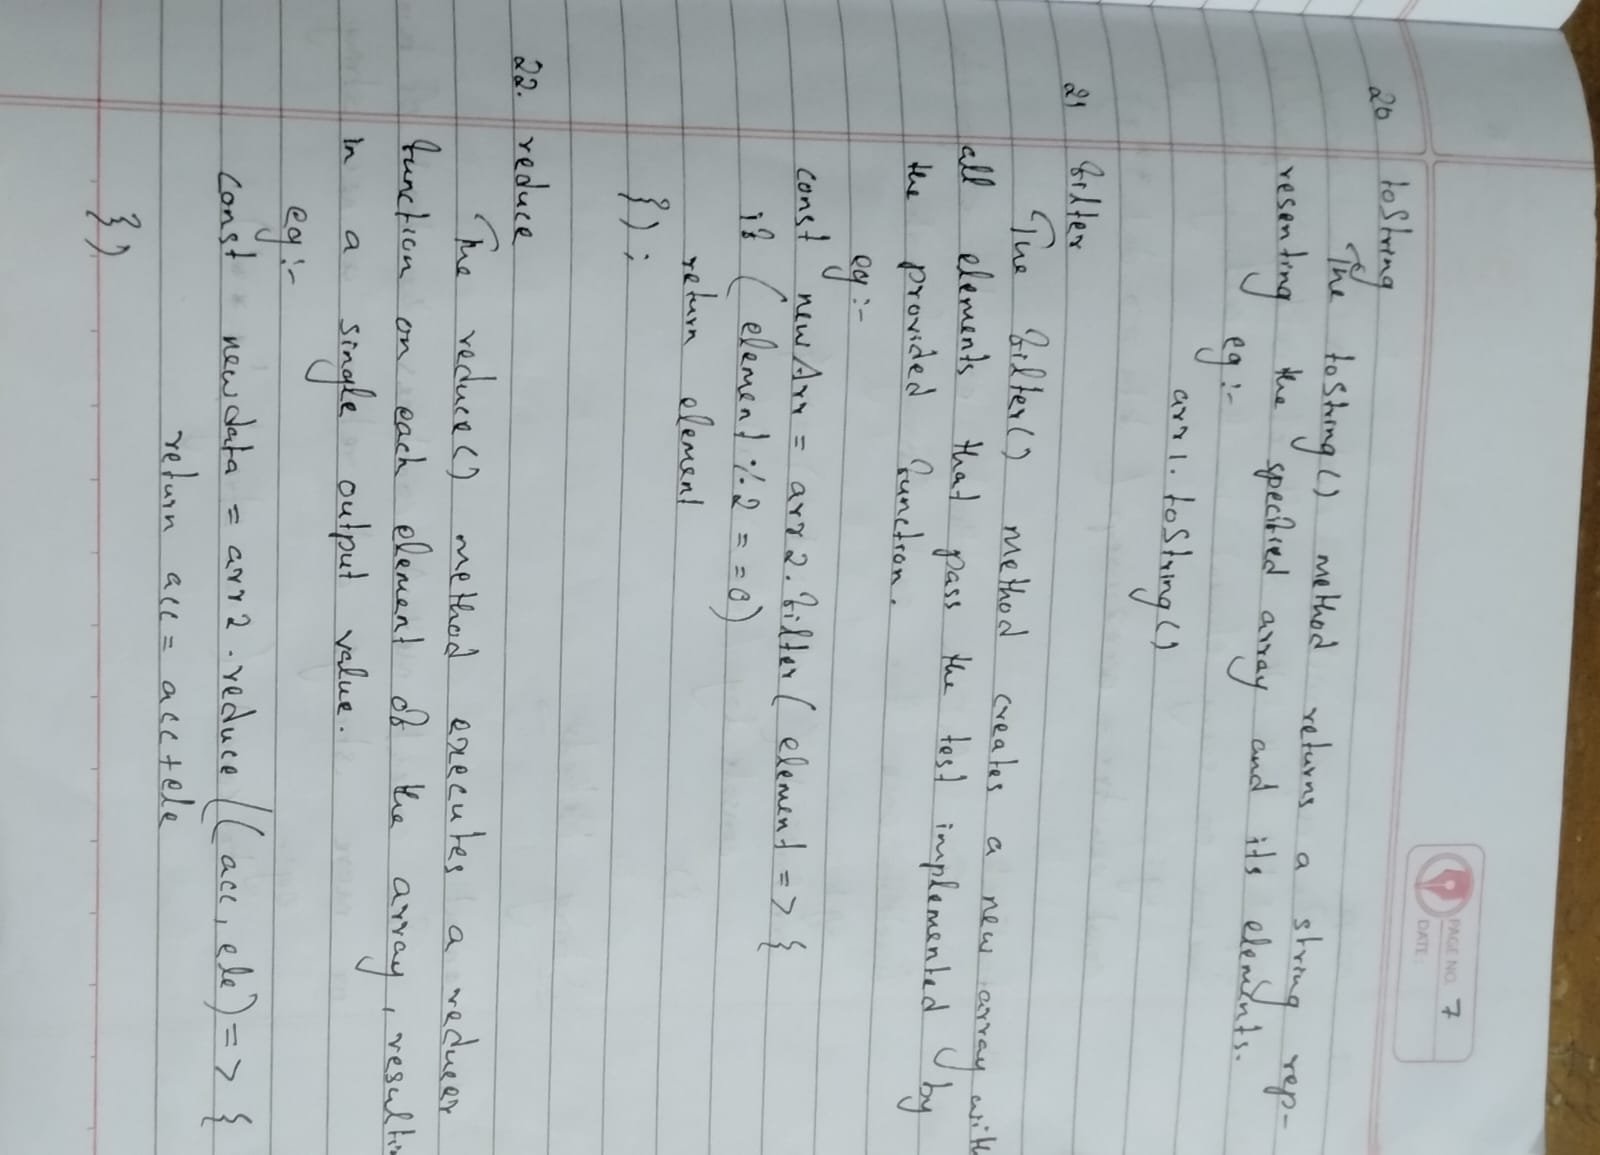 PAGE NO. 7
DATE :
20 toString
The toString() method returns a string rep-
resenting the specified array and its elements.
eg :-
arr1. toString()
21 filter
The filter() method creates a new array with
all elements that pass the test implemented by
the provided function.
eg :-
const newArr = arr2.filter( element => {
if ( element % 2 = = 0)
return element
}) ;
22. reduce
The reduce() method executes a reducer
function on each element of the array, resultin
in a single output value.
eg :-
const newdata = arr2 .reduce ((acc, ele) => {
return acc = acc+ele
})